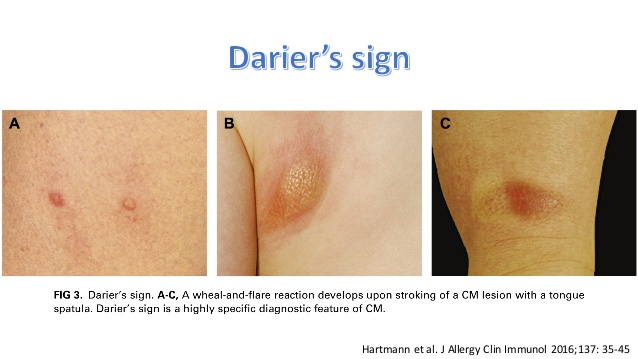 Darier's sign
A B C
FIG 3. Darier's sign. A-C, A wheal-and-flare reaction develops upon stroking of a CM lesion with a tongue
spatula. Darier's sign is a highly specific diagnostic feature of CM.
Hartmann et al. J Allergy Clin Immunol 2016;137: 35-45